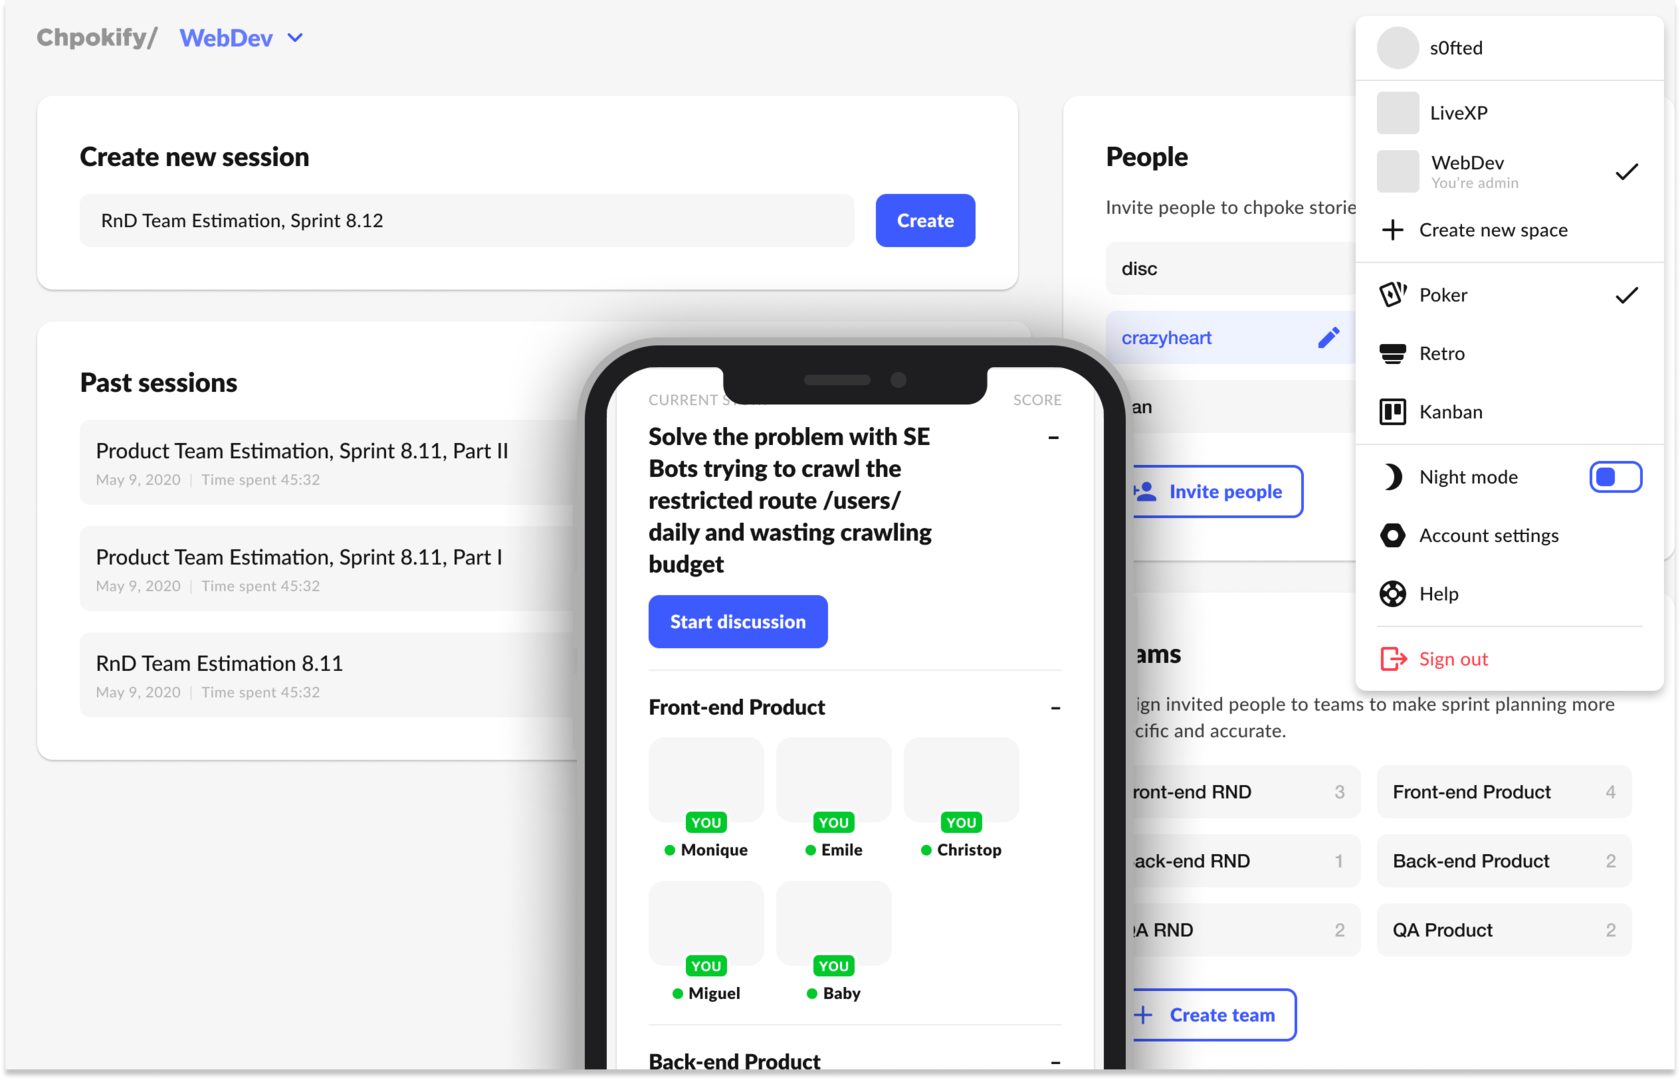 Chpokify/ WebDev
Create new session
RnD Team Estimation, Sprint 8.12
Create
Past sessions
Product Team Estimation, Sprint 8.11, Part II
May 9, 2020 | Time spent 45:32
Product Team Estimation, Sprint 8.11, Part I
May 9, 2020 | Time spent 45:32
RnD Team Estimation 8.11
May 9, 2020 | Time spent 45:32
CURRENT SCORE
Solve the problem with SE
Bots trying to crawl the
restricted route /users/
daily and wasting crawling
budget
–
Start discussion
Front-end Product –
YOU YOU YOU
Monique Emile Christop
YOU YOU
Miguel Baby
Back-end Product –
People
Invite people to chpoke storie
disc
crazyheart
an
Invite people
ams
ign invited people to teams to make sprint planning more
cific and accurate.
ront-end RND 3 Front-end Product 4
ack-end RND 1 Back-end Product 2
A RND 2 QA Product 2
Create team
s0fted
LiveXP
WebDev
You're admin
Create new space
Poker
Retro
Kanban
Night mode
Account settings
Help
Sign out